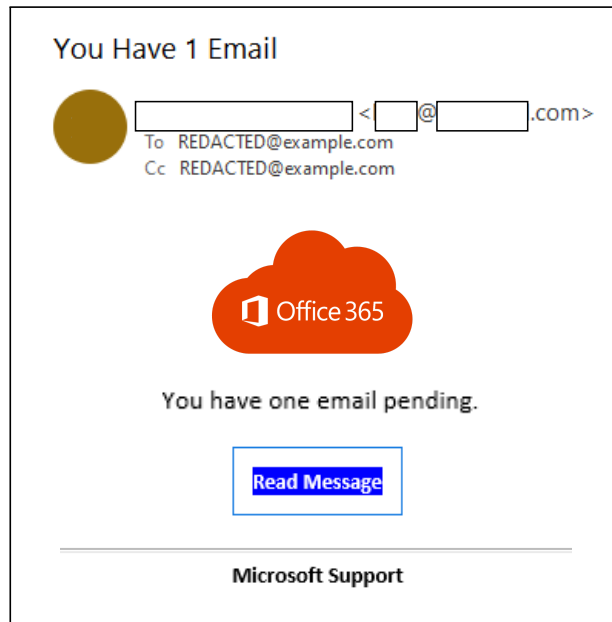 You Have 1 Email
<[ ]@[ ].com>
To REDACTED@example.com
Cc REDACTED@example.com
Office 365
You have one email pending.
Read Message
Microsoft Support